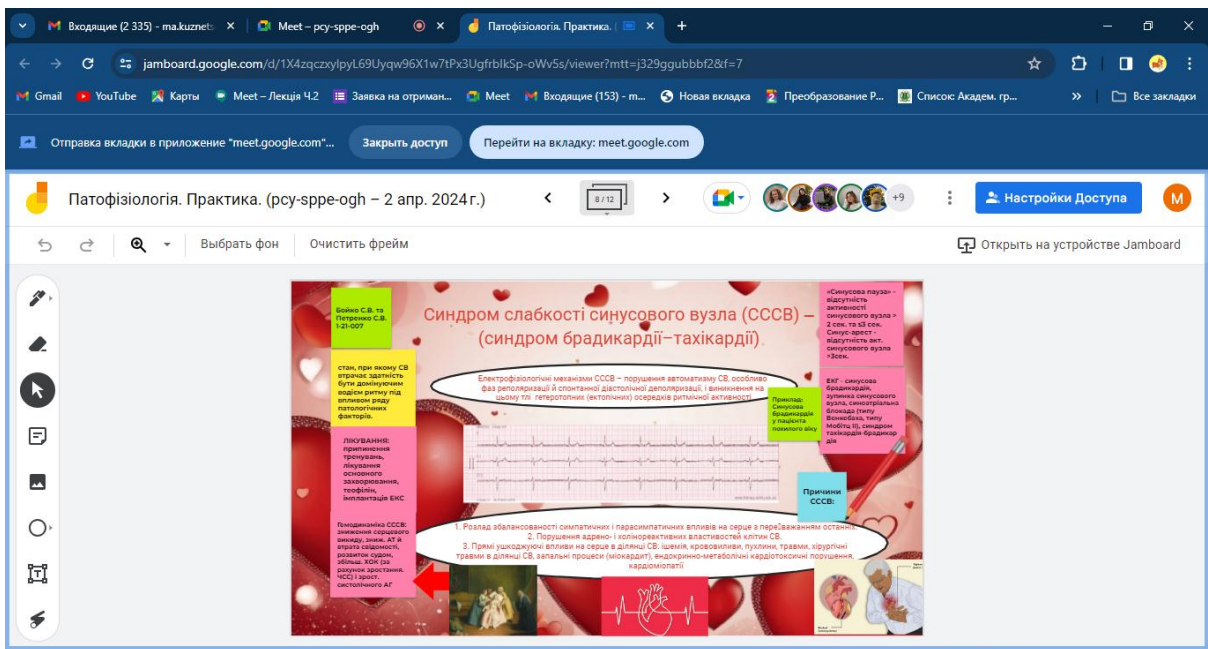 Входящие (2 335) - ma.kuznets
Meet – pcy-sppe-ogh
Патофізіологія. Практика. (
jamboard.google.com/d/1X4zqczxylpyL69Uyqw96X1w7tPx3UgfrbIkSp-oWv5s/viewer?mtt=j329ggubbbf2&f=7
Gmail
YouTube
Карты
Meet – Лекція Ч.2
Заявка на отриман...
Meet
Входящие (153) - m...
Новая вкладка
Преобразование Р...
Список: Академ. гр...
»
Все закладки
Отправка вкладки в приложение "meet.google.com"...
Закрыть доступ
Перейти на вкладку: meet.google.com
Патофізіологія. Практика. (pcy-sppe-ogh – 2 апр. 2024 г.)
8 / 12
+9
Настройки Доступа
M
Выбрать фон
Очистить фрейм
Открыть на устройстве Jamboard
Бойко С.В. та
Петренко С.В.
1-21-007
Синдром слабкості синусового вузла (СССВ) –
(синдром брадикардії–тахікардії)
«Синусова пауза» -
відсутність
активності
синусового вузла >
2 сек. та ≤3 сек.
Синус-арест -
відсутність акт.
синусового вузла
>3сек.
стан, при якому СВ
втрачає здатність
бути домінуючим
водієм ритму під
впливом ряду
патологічних
факторів.
Електрофізіологічні механізми СССВ – порушення автоматизму СВ, особливо
фаз реполяризації й спонтанної діастолічної деполяризації, і виникнення на
цьому тлі гетеротопних (ектопічних) осередків ритмічної активності
Приклад:
Синусова
брадикардія
у пацієнта
похилого віку
ЕКГ - синусова
брадикардія,
зупинка синусового
вузла, синоатріальна
блокада (типу
Венкебаха, типу
Мобітц II), синдром
тахікардія-брадикар
дія
ЛІКУВАННЯ:
припинення
тренувань,
лікування
основного
захворювання,
теофілін,
імплантація ЕКС
Причини
СССВ:
Гемодинаміка СССВ:
зниження серцевого
викиду, зниж. АТ й
втрата свідомості,
розвиток судом,
збільш. ХОК (за
рахунок зростання.
ЧСС) і зрост.
систолічного АГ
1. Розлад збалансованості симпатичних і парасимпатичних впливів на серце з переважанням останніх.
2. Порушення адрено- і холінореактивних властивостей клітин СВ.
3. Прямі ушкоджуючі впливи на серце в ділянці СВ: ішемія, крововиливи, пухлини, травми, хірургічні
травми в ділянці СВ, запальні процеси (міокардит), ендокринно-метаболічні кардіотоксичні порушення,
кардіоміопатії